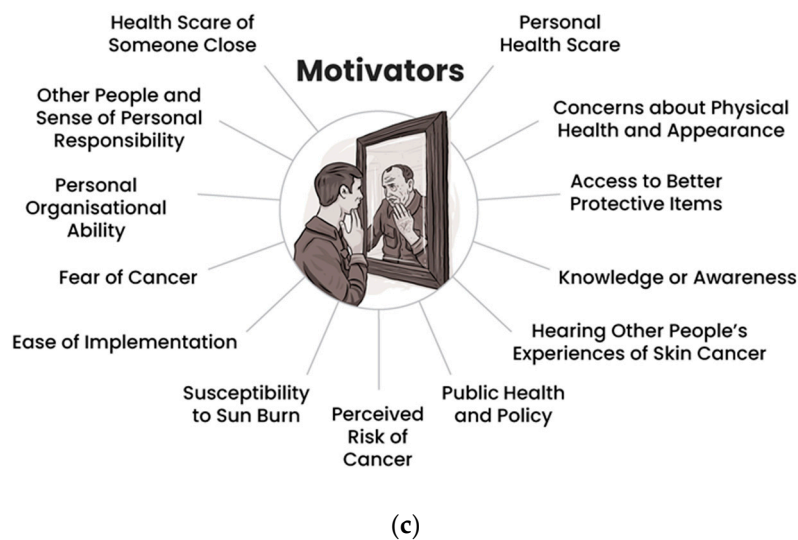 Motivators
Health Scare of
Someone Close
Personal
Health Scare
Other People and
Sense of Personal
Responsibility
Concerns about Physical
Health and Appearance
Personal
Organisational
Ability
Access to Better
Protective Items
Fear of Cancer
Knowledge or Awareness
Ease of Implementation
Hearing Other People’s
Experiences of Skin Cancer
Susceptibility
to Sun Burn
Perceived
Risk of
Cancer
Public Health
and Policy
(c)